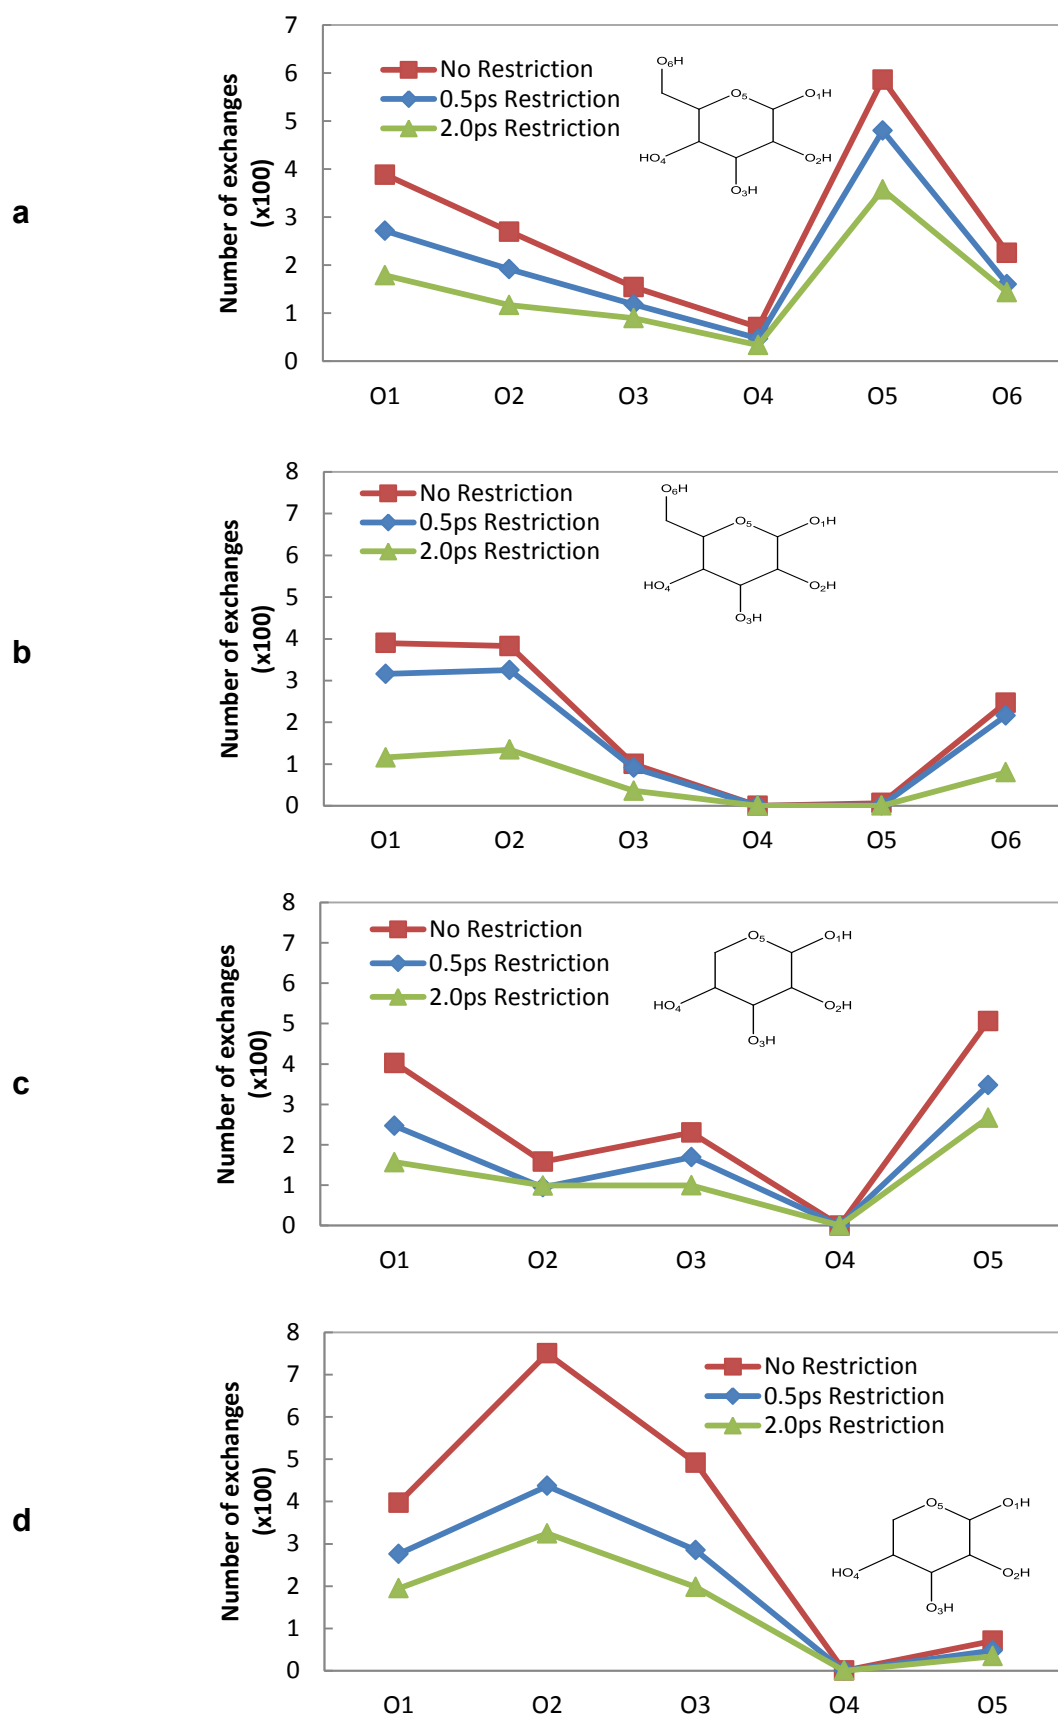 a
Number of exchanges
(x100)
7
6
5
4
3
2
1
0
No Restriction
0.5ps Restriction
2.0ps Restriction
O₆H
O₅
O₁H
HO₄
O₂H
O₃H
O1 O2 O3 O4 O5 O6
b
Number of exchanges
(x100)
8
7
6
5
4
3
2
1
0
No Restriction
0.5ps Restriction
2.0ps Restriction
O₆H
O₅
O₁H
HO₄
O₂H
O₃H
O1 O2 O3 O4 O5 O6
c
Number of exchanges
(x100)
8
7
6
5
4
3
2
1
0
No Restriction
0.5ps Restriction
2.0ps Restriction
O₅
O₁H
HO₄
O₂H
O₃H
O1 O2 O3 O4 O5
d
Number of exchanges
(x100)
8
7
6
5
4
3
2
1
0
No Restriction
0.5ps Restriction
2.0ps Restriction
O₅
O₁H
HO₄
O₂H
O₃H
O1 O2 O3 O4 O5